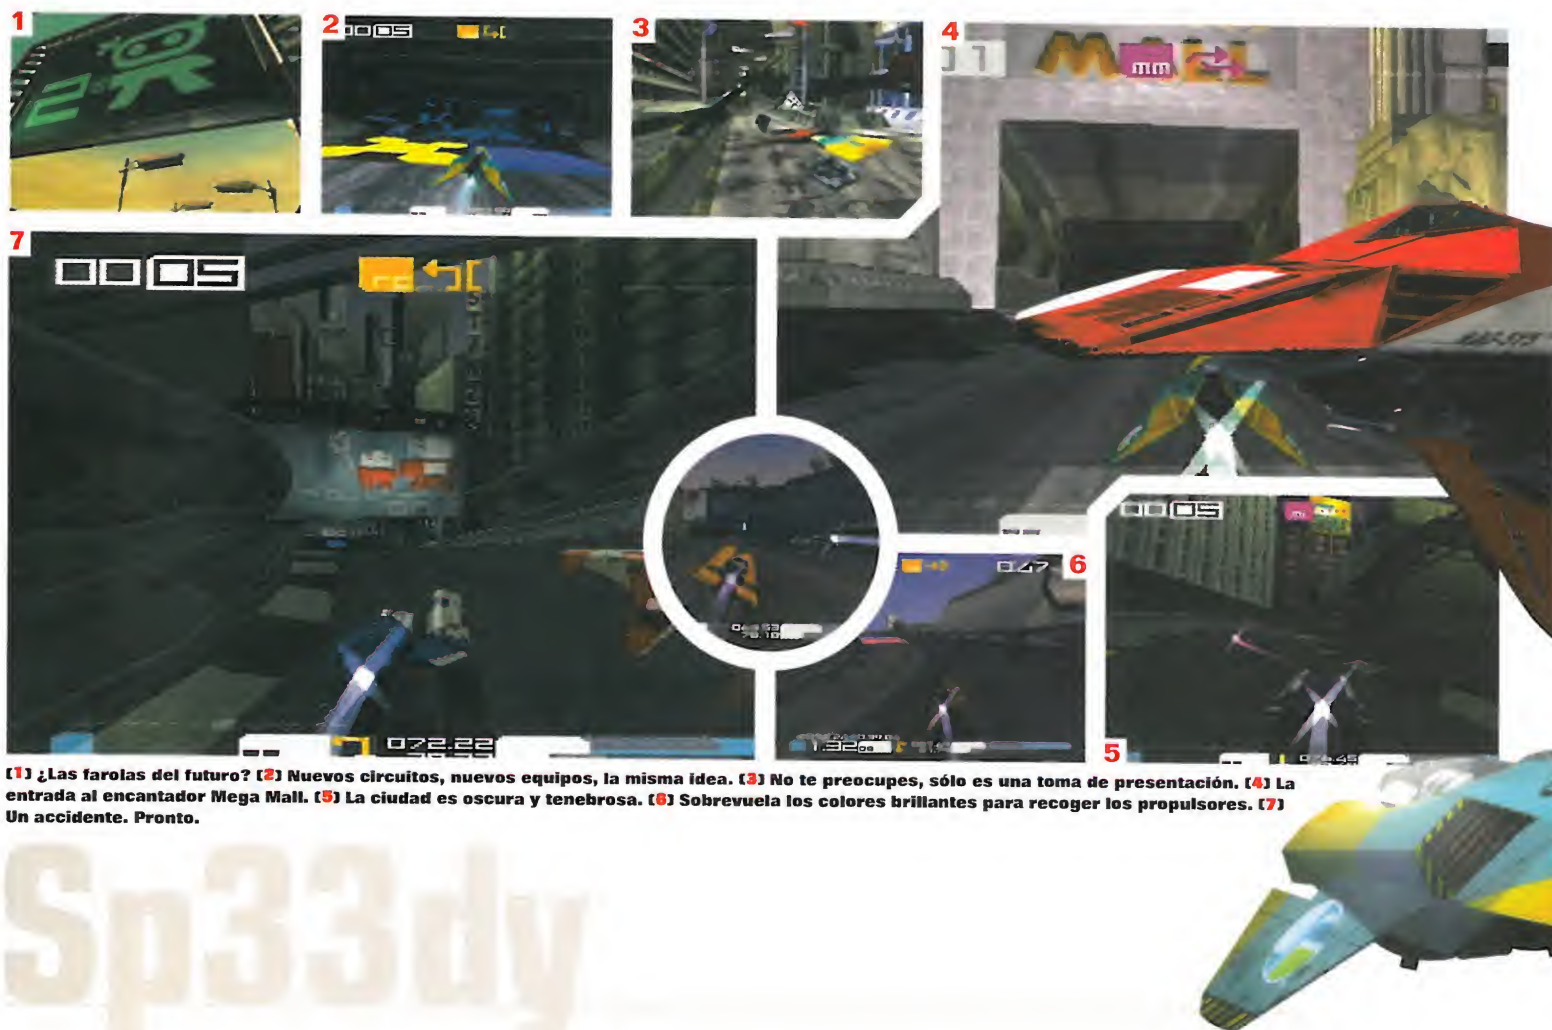 1
2
0005
3
4
MALL
mm
7
0005
072.22
6
0005
5
076.45
[1] ¿Las farolas del futuro? [2] Nuevos circuitos, nuevos equipos, la misma idea. [3] No te preocupes, sólo es una toma de presentación. [4] La
entrada al encantador Mega Mall. [5] La ciudad es oscura y tenebrosa. [6] Sobrevuela los colores brillantes para recoger los propulsores. [7]
Un accidente. Pronto.
Sp33dy